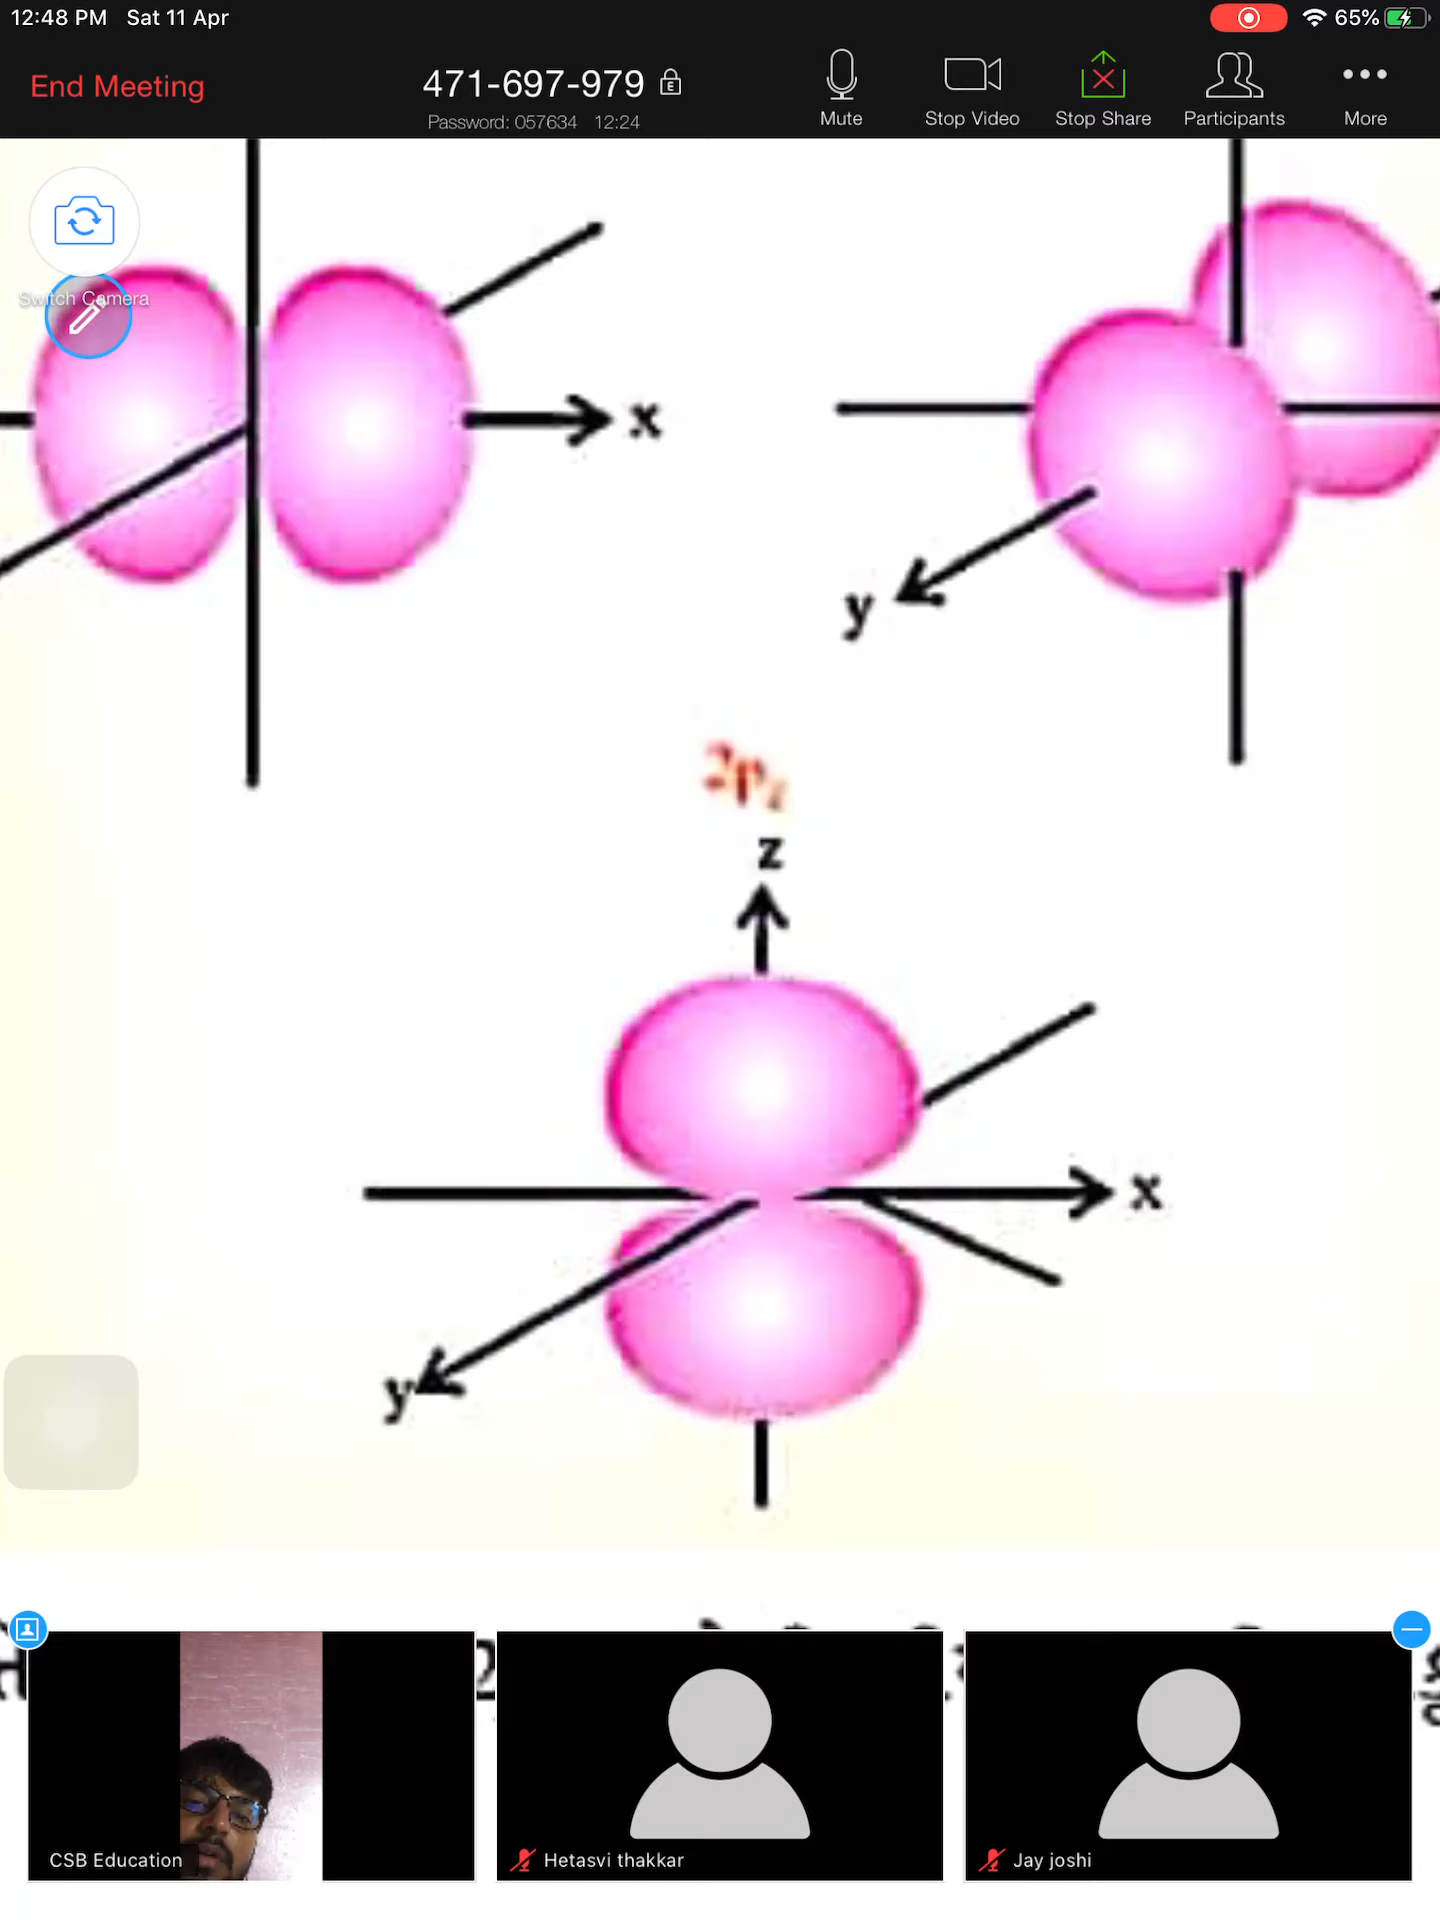 12:48 PM Sat 11 Apr
65%
End Meeting
471-697-979
Password: 057634 12:24
Mute
Stop Video
Stop Share
Participants
More
Switch Camera
x
y
2pz
z
x
y
CSB Education
Hetasvi thakkar
Jay joshi